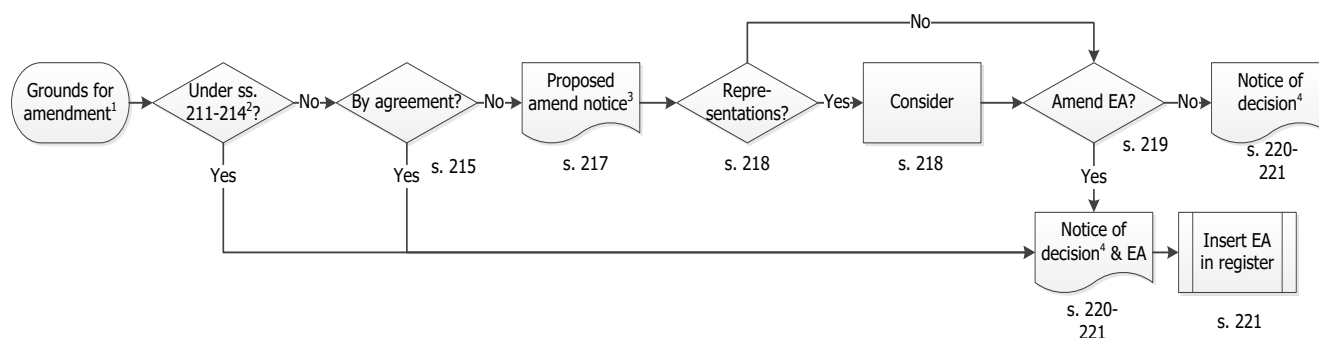 No
Grounds for
amendment¹
Under ss.
211-214²?
No
By agreement?
No
Proposed
amend notice³
Repre-
sentations?
Yes
Consider
Amend EA?
No
Notice of
decision⁴
s. 215
s. 217
s. 218
s. 218
s. 219
s. 220-
221
Yes
Yes
Yes
Notice of
decision⁴ & EA
Insert EA
in register
s. 220-
221
s. 221